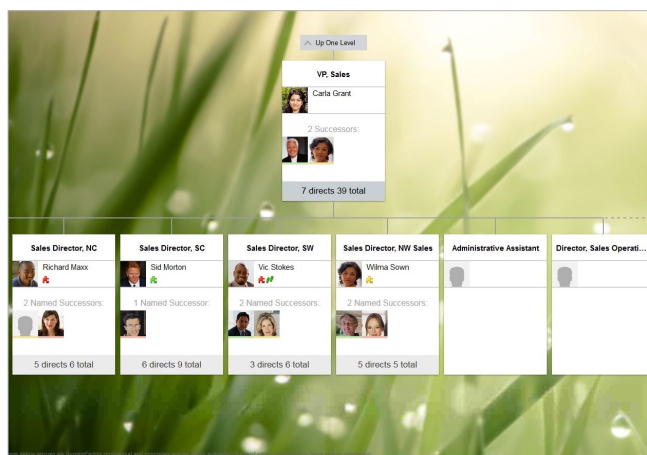 Up One Level
VP, Sales
Carla Grant
2 Successors:
7 directs 39 total
Sales Director, NC
Richard Maxx
2 Named Successors:
5 directs 6 total
Sales Director, SC
Sid Morton
1 Named Successor:
6 directs 9 total
Sales Director, SW
Vic Stokes
2 Named Successors:
3 directs 6 total
Sales Director, NW Sales
Wilma Sown
2 Named Successors:
5 directs 5 total
Administrative Assistant
Director, Sales Operati...